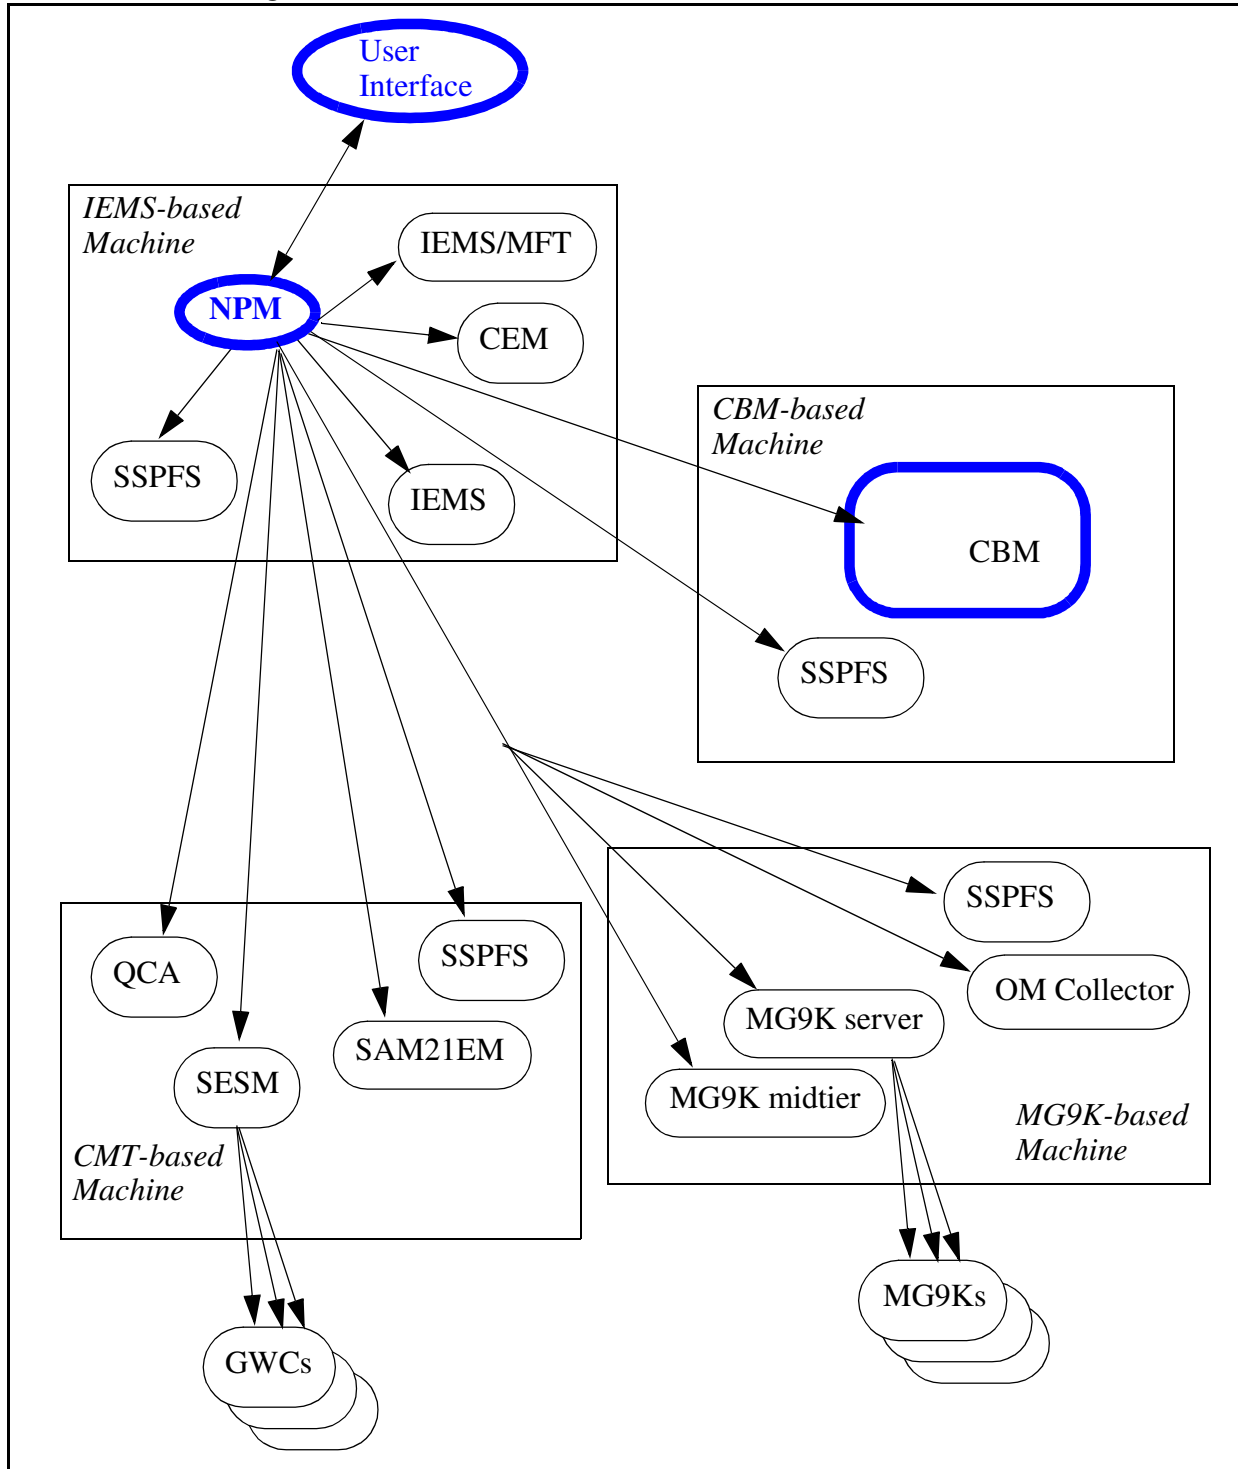 User
Interface
IEMS-based
Machine
IEMS/MFT
NPM
CEM
SSPFS
IEMS
CBM-based
Machine
CBM
SSPFS
SSPFS
QCA
SSPFS
OM Collector
MG9K server
SAM21EM
SESM
MG9K midtier
MG9K-based
Machine
CMT-based
Machine
MG9Ks
GWCs